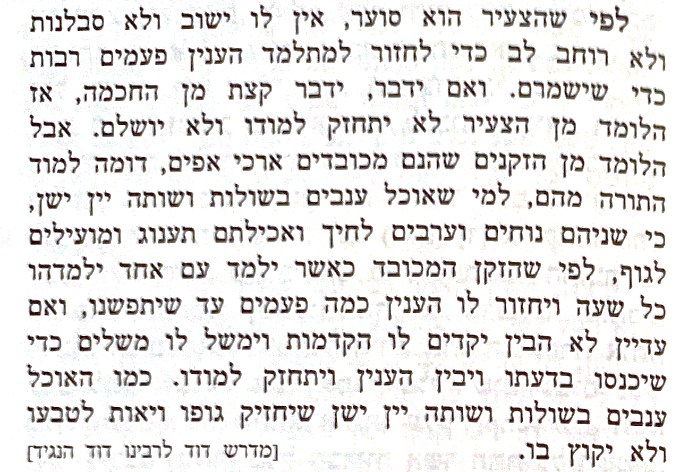 לפי שהצעיר הוא סוער, אין לו ישוב ולא סבלנות
ולא רוחב לב כדי לחזור למתלמד הענין פעמים רבות
כדי שישמרם. ואם ידבר, ידבר קצת מן החכמה, אז
הלומד מן הצעיר לא יתחזק למודו ולא יושלם. אבל
הלומד מן הזקנים שהנם מכובדים ארכי אפים, דומה למוד
התורה מהם, למי שאוכל ענבים בשולות ושותה יין ישן,
כי שניהם נוחים וערבים לחיך ואכילתם תענוג ומועילים
לגוף, לפי שהזקן המכובד כאשר ילמד עם אחד ילמדהו
כל שעה ויחזור לו הענין כמה פעמים עד שיתפשנו, ואם
עדיין לא הבין יקדים לו הקדמות וימשל לו משלים כדי
שיכנסו בדעתו ויבין הענין ויתחזק למודו. כמו האוכל
ענבים בשולות ושותה יין ישן שיחזיק גופו ויאות לטבעו
ולא יקוץ בו. [מדרש דוד לרבינו דוד הנגיד]